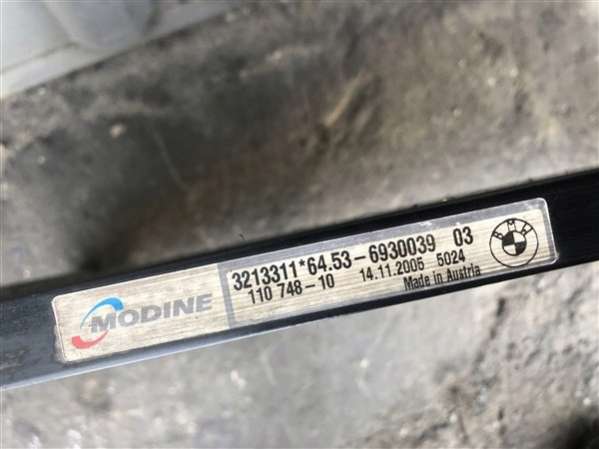 MODINE
3213311*64.53-6930039 03
110 748-10 14.11.2005 5024
Made in Austria
BMW